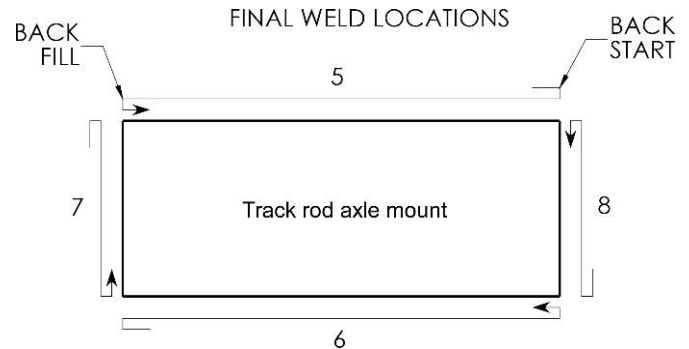 FINAL WELD LOCATIONS
BACK
FILL
BACK
START
5
7
Track rod axle mount
8
6